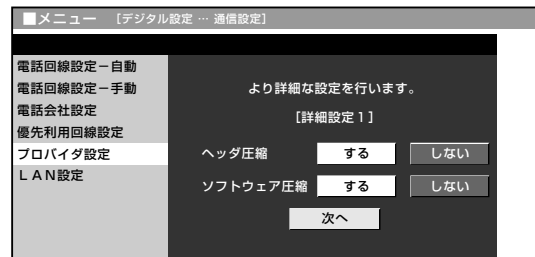 ■メニュー [デジタル設定 … 通信設定]
電話回線設定－自動
電話回線設定－手動
電話会社設定
優先利用回線設定
プロバイダ設定
ＬＡＮ設定
より詳細な設定を行います。
[詳細設定１]
ヘッダ圧縮 する しない
ソフトウェア圧縮 する しない
次へ